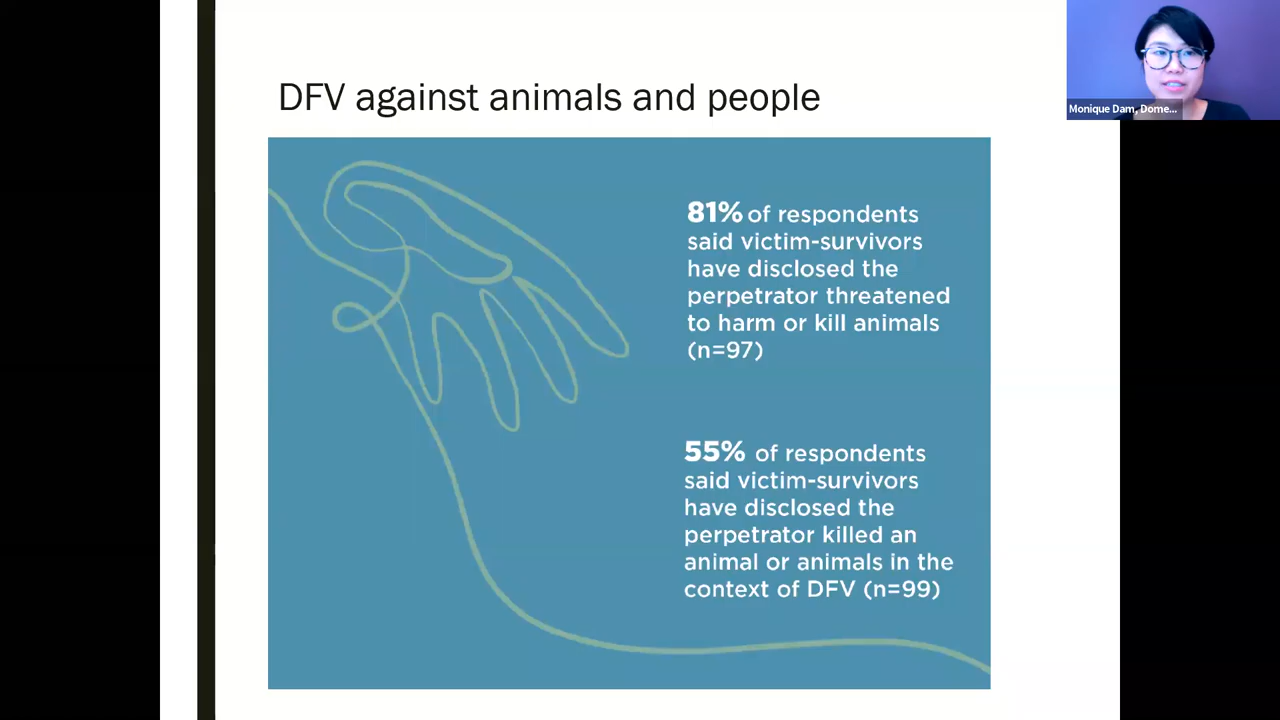 DFV against animals and people
Monique Dam, Dome...
81% of respondents
said victim-survivors
have disclosed the
perpetrator threatened
to harm or kill animals
(n=97)
55% of respondents
said victim-survivors
have disclosed the
perpetrator killed an
animal or animals in the
context of DFV (n=99)